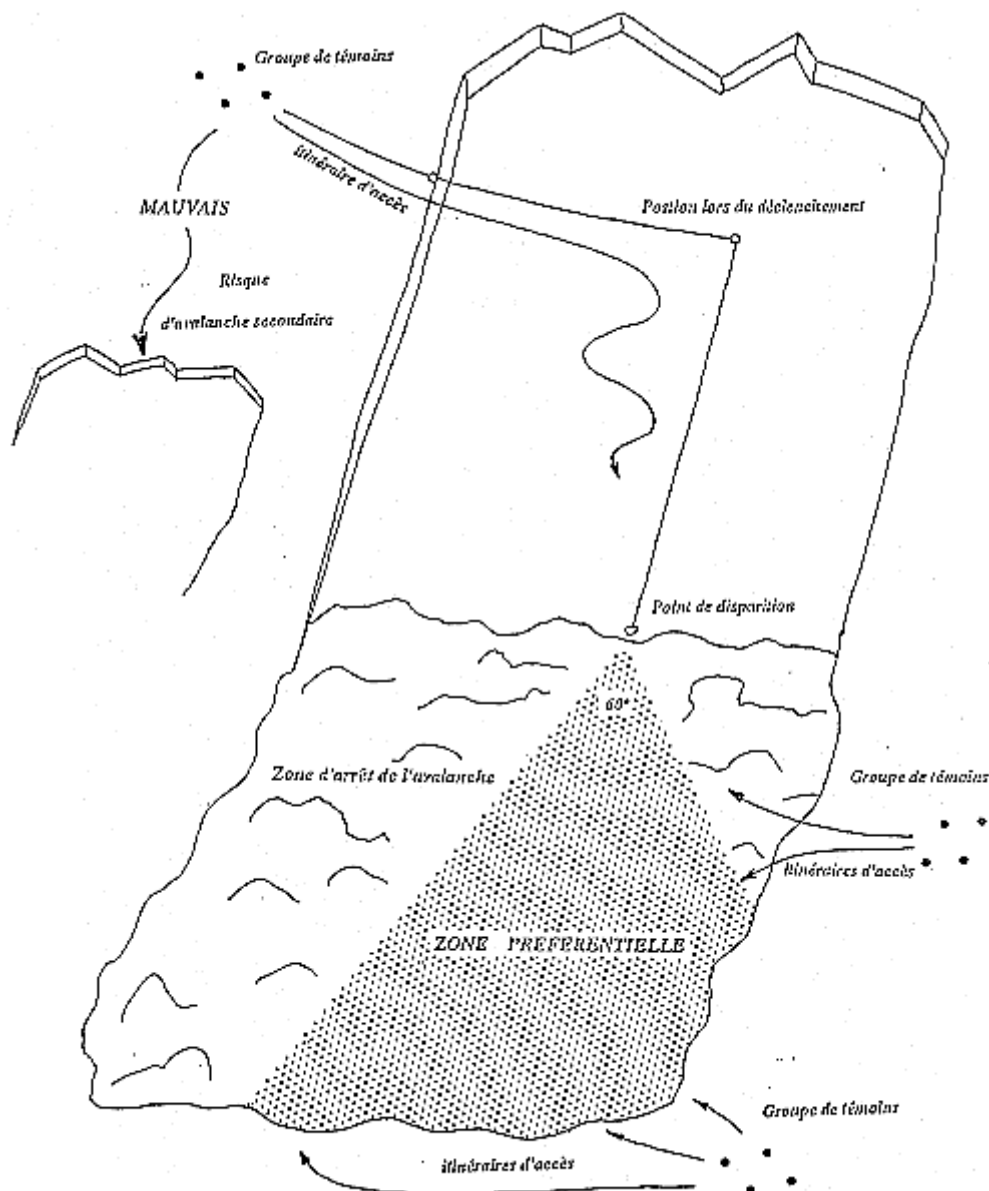 Groupe de témoins
itinéraire d'accès
MAUVAIS
Position lors du déclenchement
Risque
d'avalanche secondaire
Point de disparition
60°
Zone d'arrêt de l'avalanche
Groupe de témoins
Itinéraires d'accès
ZONE PREFERENTIELLE
Groupe de témoins
itinéraires d'accès